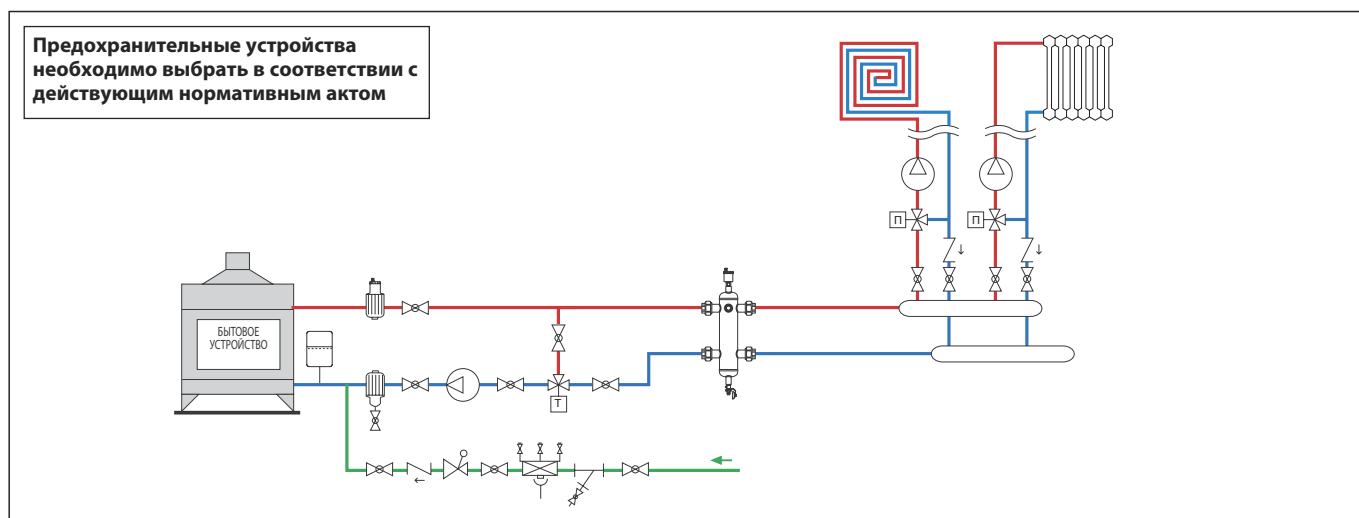 Предохранительные устройства
необходимо выбрать в соответствии с
действующим нормативным актом
П
П
БЫТОВОЕ
УСТРОЙСТВО
Т